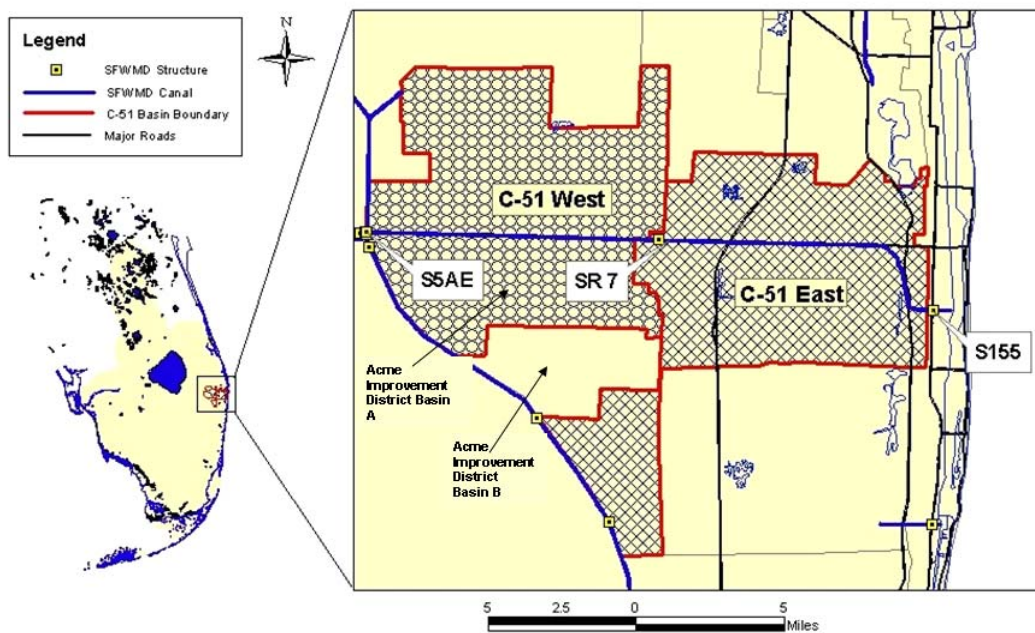 Legend
SFWMD Structure
SFWMD Canal
C-51 Basin Boundary
Major Roads
N
C-51 West
S5AE
SR 7
C-51 East
S155
Acme
Improvement
District Basin
A
Acme
Improvement
District
Basin B
5 2.5 0 5
Miles